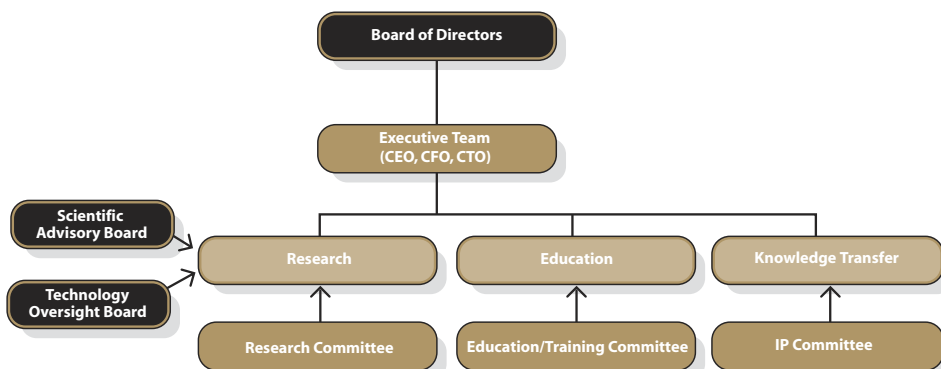 Board of Directors
Executive Team
(CEO, CFO, CTO)
Scientific
Advisory Board
Technology
Oversight Board
Research
Education
Knowledge Transfer
Research Committee
Education/Training Committee
IP Committee